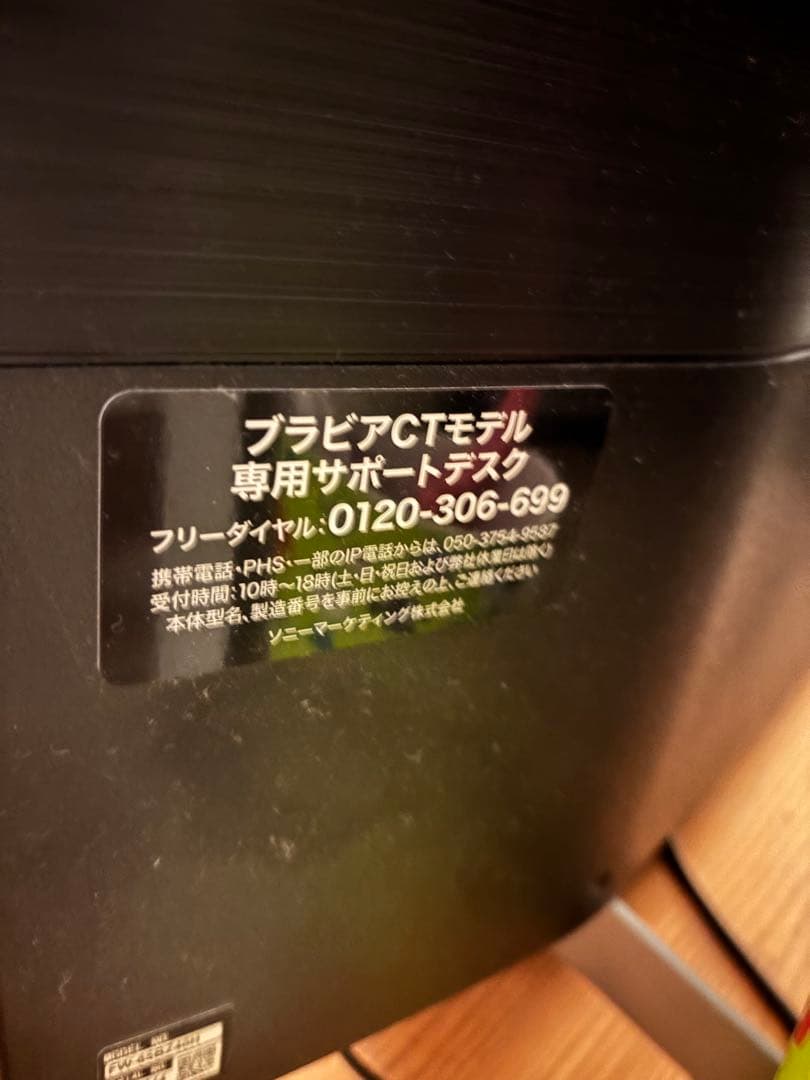 ブラビアCTモデル
専用サポートデスク
フリーダイヤル:0120-306-699
携帯電話・PHS・一部のIP電話からは、050-3754-9587
受付時間:10時〜18時(土・日・祝日および弊社休業日は除く)
本体型名、製造番号を事前にお控えの上、ご連絡ください
ソニーマーケティング株式会社
MODEL NO.